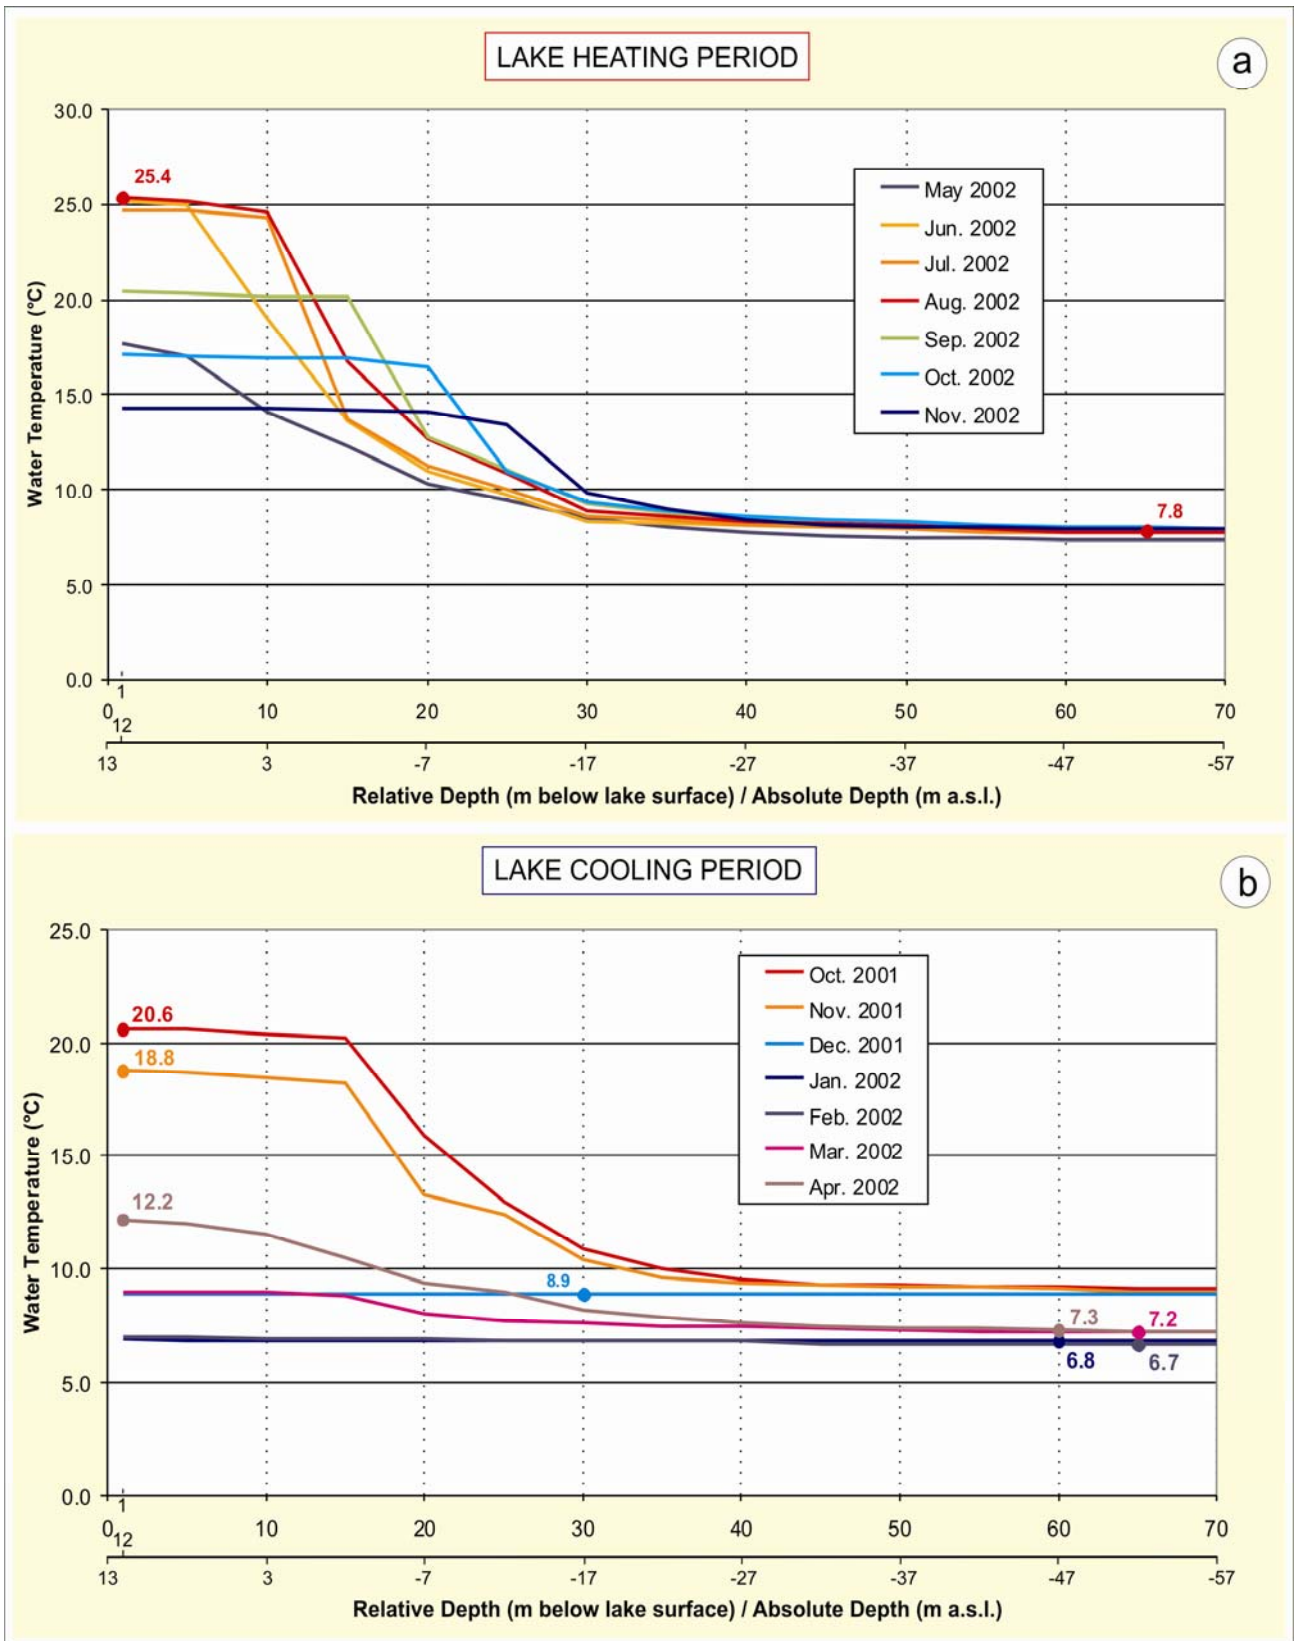 LAKE HEATING PERIOD
a
30.0
25.0
20.0
15.0
10.0
5.0
0.0
Water Temperature (°C)
25.4
7.8
May 2002
Jun. 2002
Jul. 2002
Aug. 2002
Sep. 2002
Oct. 2002
Nov. 2002
1
0 10 20 30 40 50 60 70
12
13 3 -7 -17 -27 -37 -47 -57
Relative Depth (m below lake surface) / Absolute Depth (m a.s.l.)
LAKE COOLING PERIOD
b
25.0
20.0
15.0
10.0
5.0
0.0
Water Temperature (°C)
20.6
18.8
12.2
8.9
7.3
7.2
6.8
6.7
Oct. 2001
Nov. 2001
Dec. 2001
Jan. 2002
Feb. 2002
Mar. 2002
Apr. 2002
1
0 10 20 30 40 50 60 70
12
13 3 -7 -17 -27 -37 -47 -57
Relative Depth (m below lake surface) / Absolute Depth (m a.s.l.)